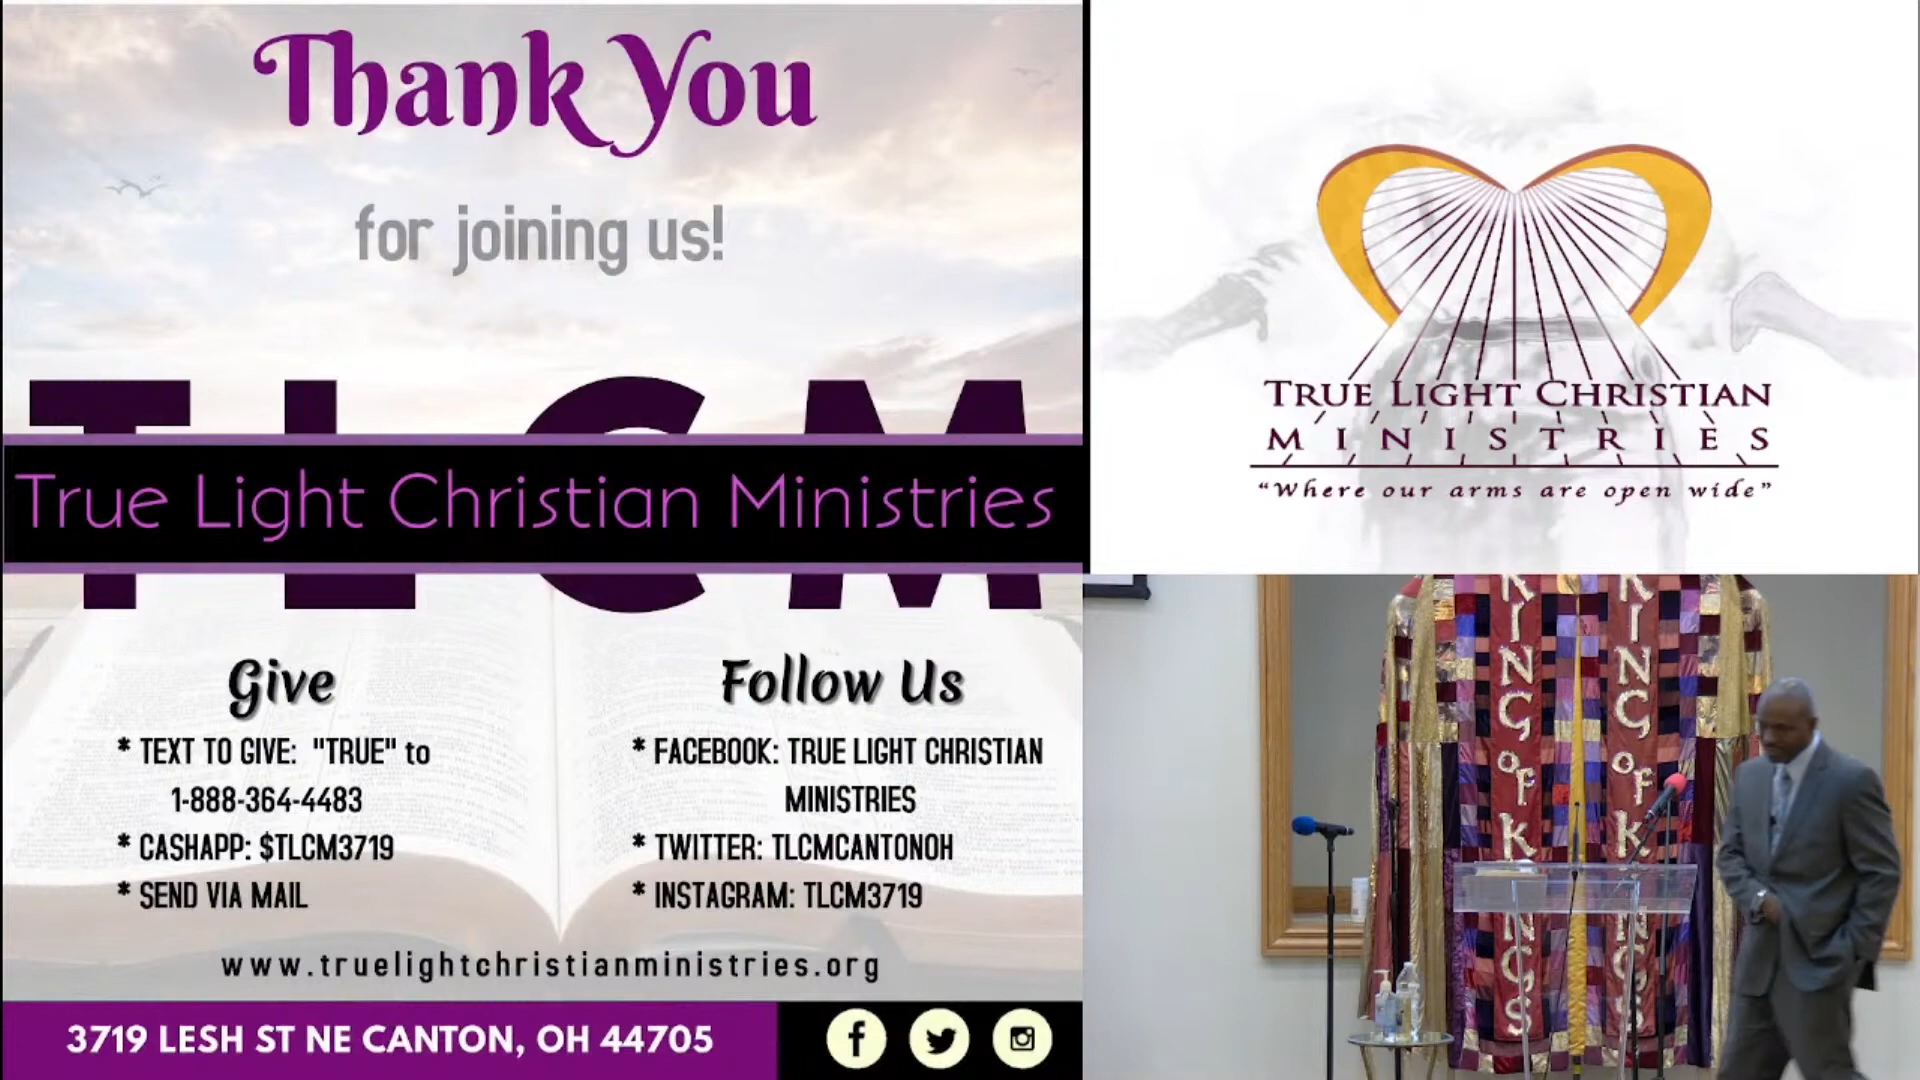 Thank You
for joining us!
TLCM
True Light Christian Ministries
Give
* TEXT TO GIVE: "TRUE" to
1-888-364-4483
* CASHAPP: $TLCM3719
* SEND VIA MAIL
Follow Us
* FACEBOOK: TRUE LIGHT CHRISTIAN
MINISTRIES
* TWITTER: TLCMCANTONOH
* INSTAGRAM: TLCM3719
www.truelightchristianministries.org
3719 LESH ST NE CANTON, OH 44705
TRUE LIGHT CHRISTIAN
MINISTRIES
“Where our arms are open wide”
KING OF KINGS
KING OF KINGS